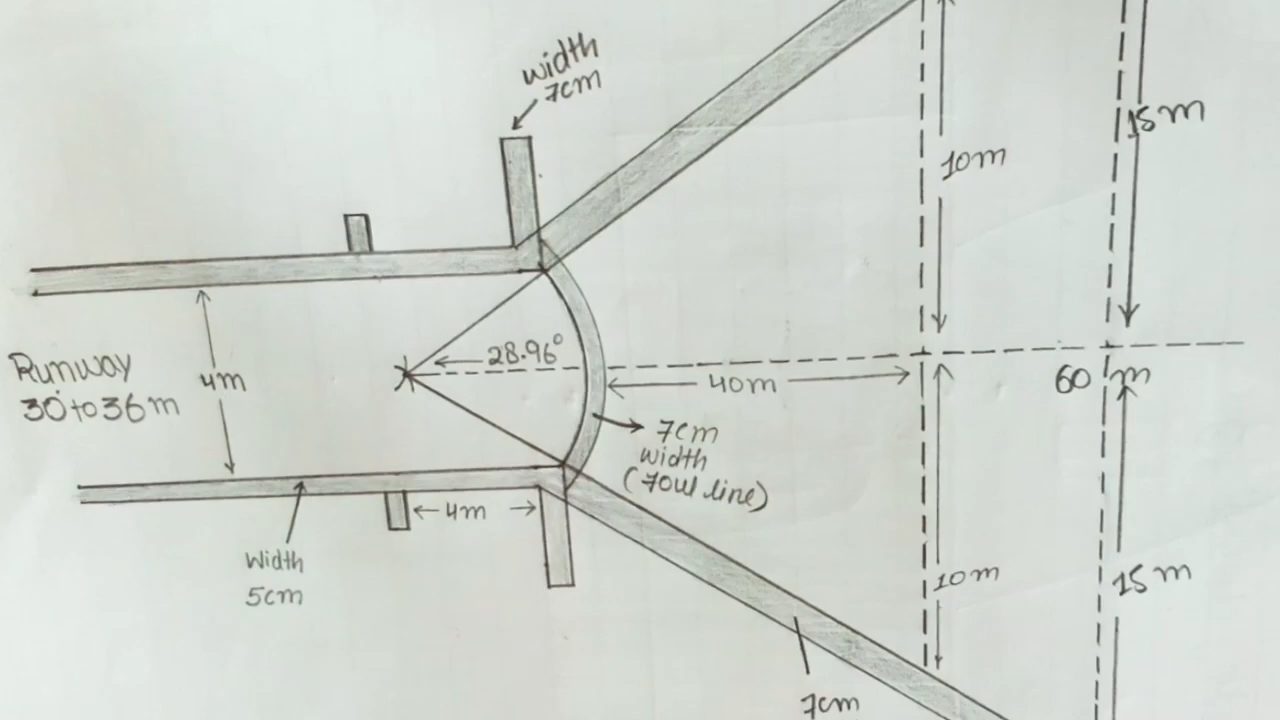 width
7cm
15m
10m
28.96°
Runway
30 to 36m
4m
40m
60 m
7cm
width
(foul line)
4m
Width
5cm
10m
15m
7cm